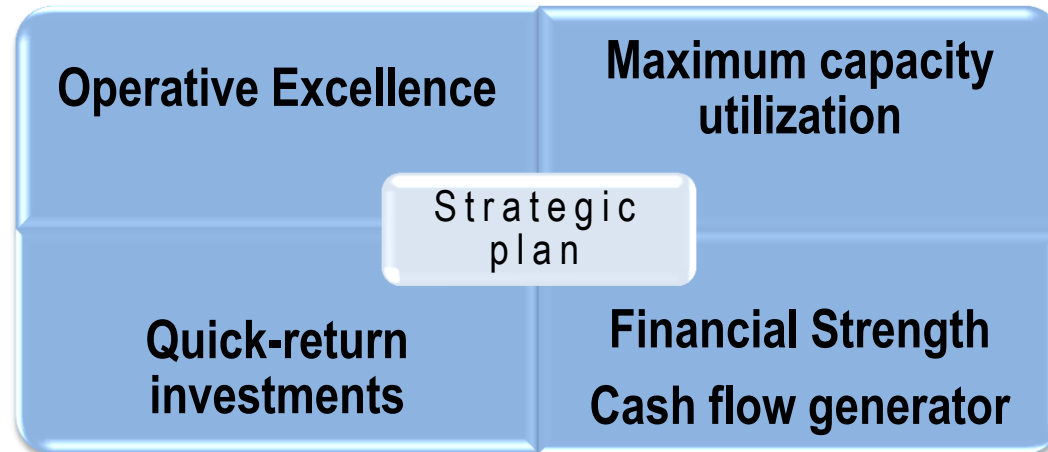 Operative Excellence
Maximum capacity
utilization
Strategic
plan
Quick-return
investments
Financial Strength
Cash flow generator